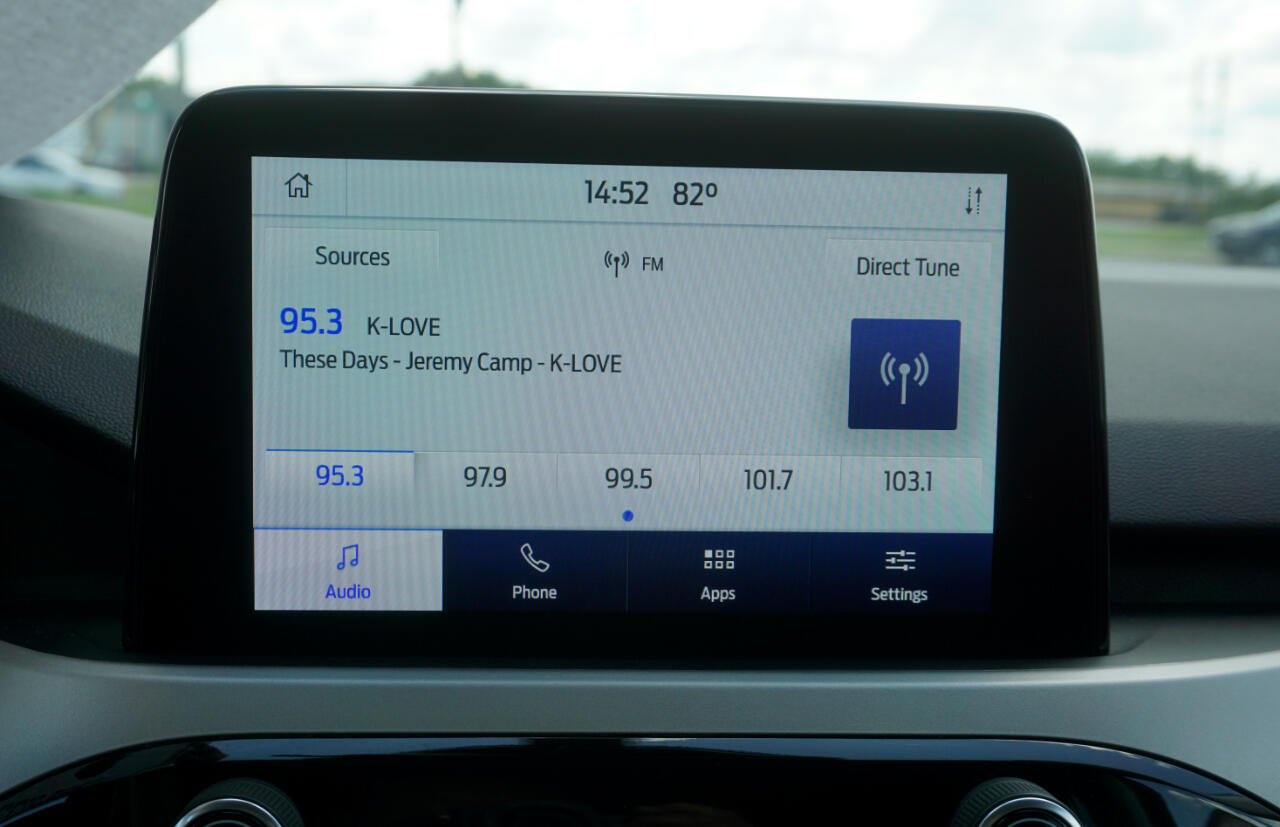 14:52 82º
Sources
FM
Direct Tune
95.3 K-LOVE
These Days - Jeremy Camp - K-LOVE
95.3 97.9 99.5 101.7 103.1
Audio Phone Apps Settings